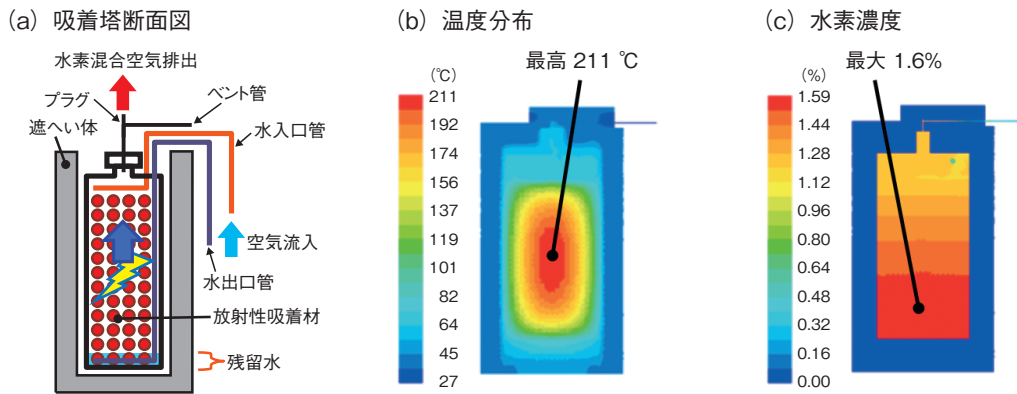 (a) 吸着塔断面図
水素混合空気排出
プラグ
ベント管
遮へい体
水入口管
空気流入
水出口管
放射性吸着材
残留水
(b) 温度分布
最高 211 ℃
(℃)
211
192
174
156
137
119
101
82
64
45
27
(c) 水素濃度
最大 1.6%
(%)
1.59
1.44
1.28
1.12
0.96
0.80
0.64
0.48
0.32
0.16
0.00